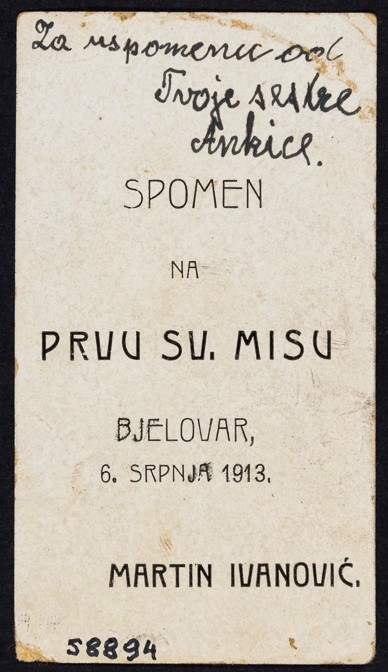 Za uspomenu od
Tvoje sestre
Ankice.
SPOMEN
NA
PRVU SV. MISU
BJELOVAR,
6. SRPNJA 1913.
MARTIN IVANOVIĆ.
58894